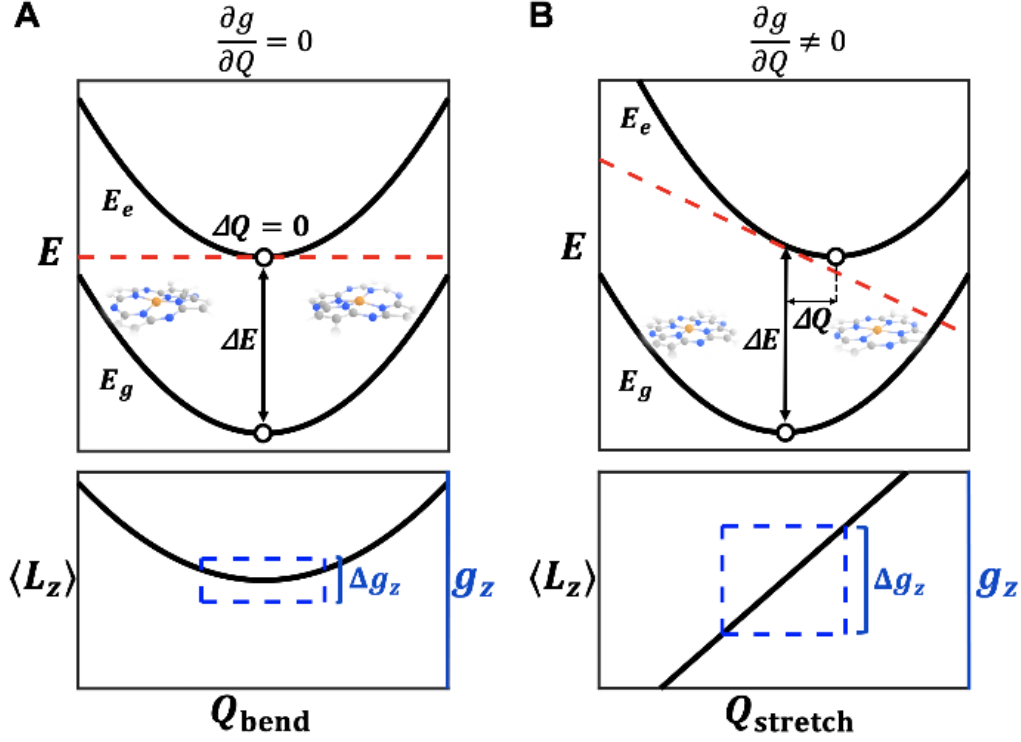 A
∂g/∂Q = 0
E_e
ΔQ = 0
E
ΔE
E_g
⟨L_z⟩
Δg_z
g_z
Q_bend
B
∂g/∂Q ≠ 0
E_e
E
ΔQ
ΔE
E_g
⟨L_z⟩
Δg_z
g_z
Q_stretch